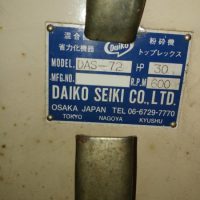 混合 粉砕機
省力化機器 Daiko トップレックス
MODEL. DAS-72 HP 30
MFG.NO. R.P.M 600
DAIKO SEIKI CO.,LTD.
OSAKA JAPAN TEL 06-6729-7770
TOKYO NAGOYA KYUSHU